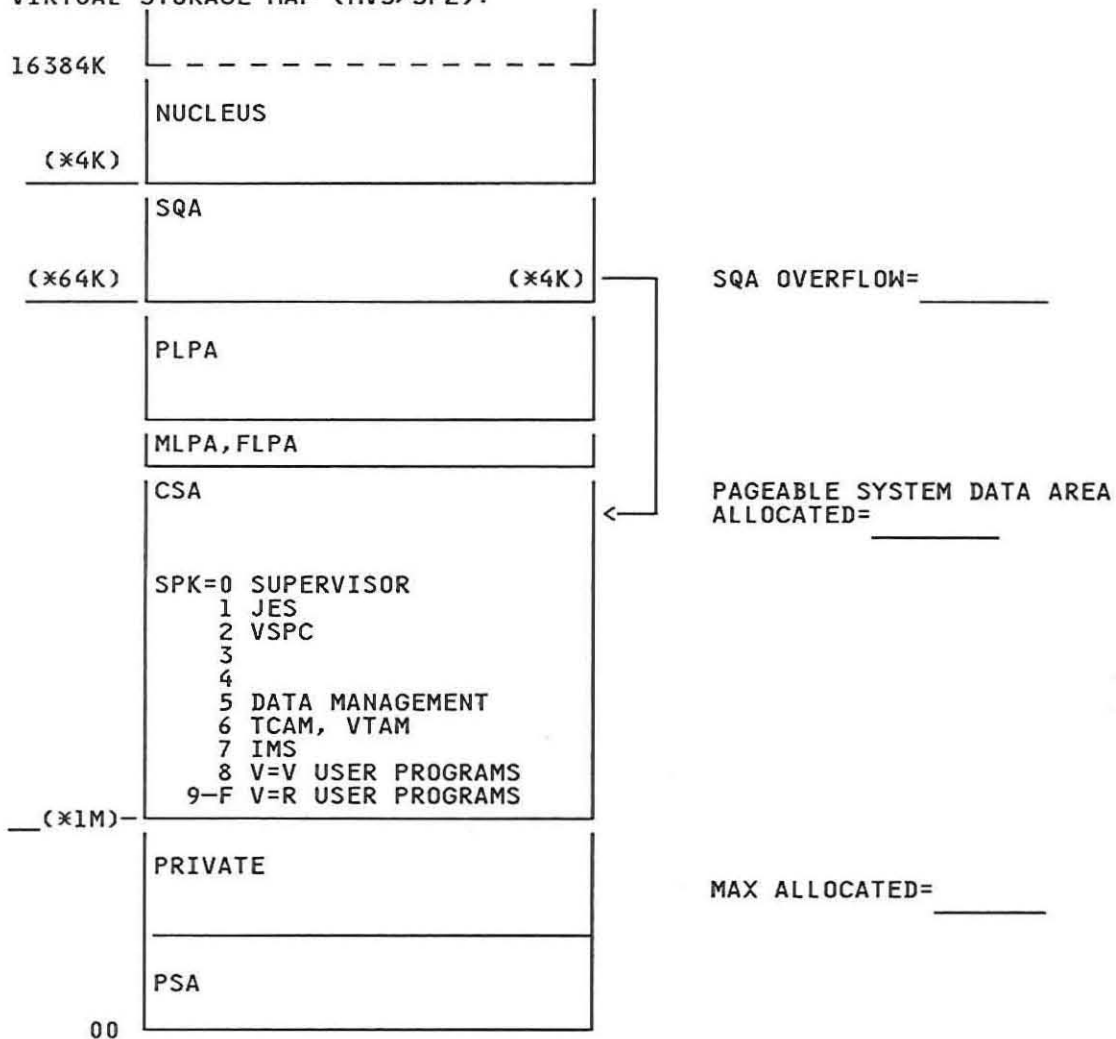 VIRTUAL STORAGE MAP (MVS/SP2):
16384K
NUCLEUS
(*4K)
SQA
(*64K)
(*4K)
SQA OVERFLOW=
PLPA
MLPA,FLPA
CSA
PAGEABLE SYSTEM DATA AREA
ALLOCATED=
SPK=0 SUPERVISOR
1 JES
2 VSPC
3
4
5 DATA MANAGEMENT
6 TCAM, VTAM
7 IMS
8 V=V USER PROGRAMS
9-F V=R USER PROGRAMS
(*1M)
PRIVATE
MAX ALLOCATED=
PSA
00